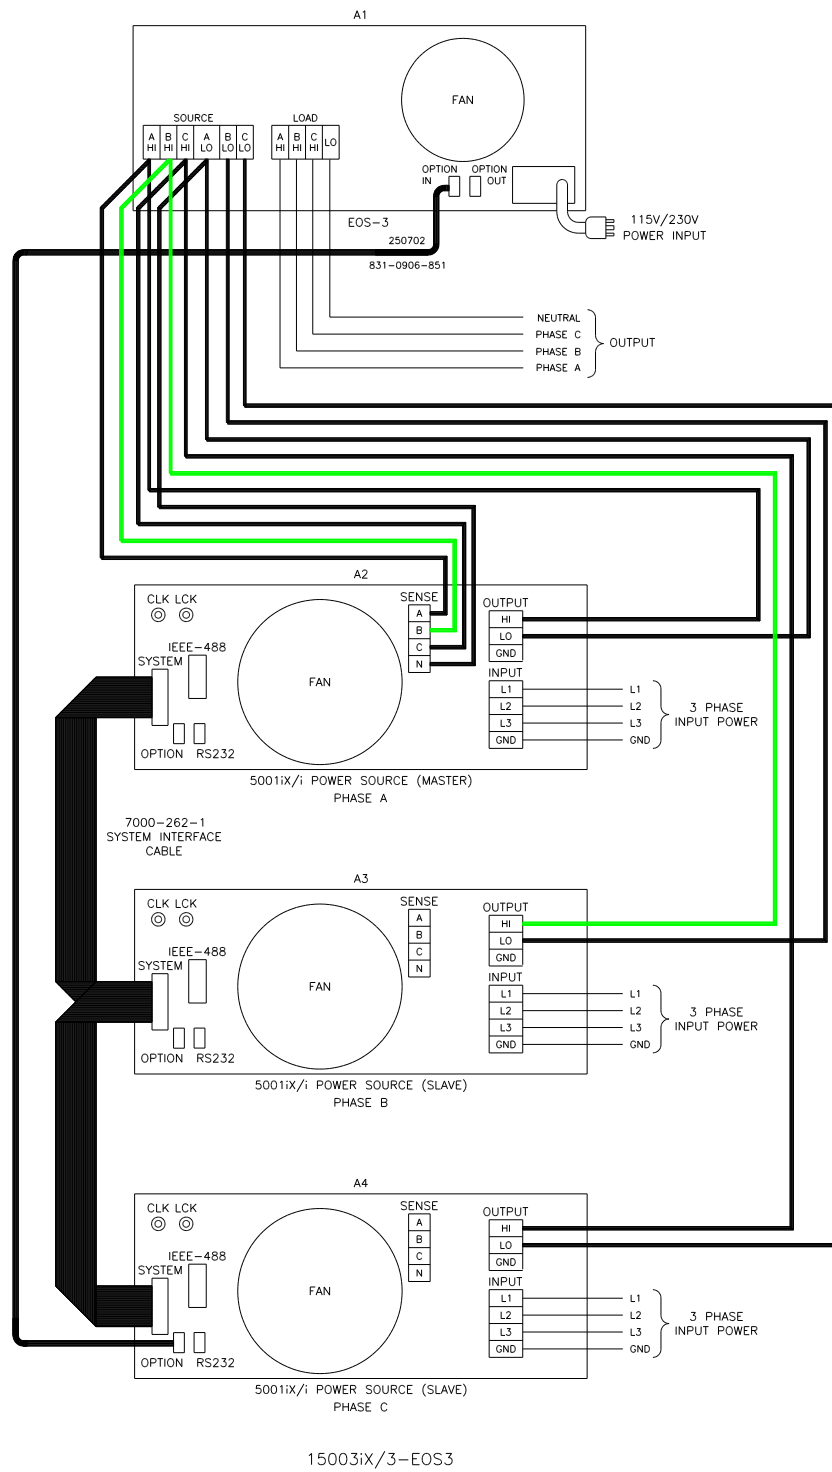 A1
FAN
SOURCE
LOAD
A HI
B HI
C HI
A LO
B LO
C LO
A HI
B HI
C HI
LO
OPTION IN
OPTION OUT
EOS-3
115V/230V
POWER INPUT
250702
831-0906-851
NEUTRAL
PHASE C
PHASE B
PHASE A
OUTPUT
A2
CLK LCK
IEEE-488
SYSTEM
FAN
OPTION RS232
SENSE
A
B
C
N
OUTPUT
HI
LO
GND
INPUT
L1 L1
L2 L2
L3 L3
GND GND
3 PHASE
INPUT POWER
5001iX/i POWER SOURCE (MASTER)
PHASE A
7000-262-1
SYSTEM INTERFACE
CABLE
A3
CLK LCK
IEEE-488
SYSTEM
FAN
OPTION RS232
SENSE
A
B
C
N
OUTPUT
HI
LO
GND
INPUT
L1 L1
L2 L2
L3 L3
GND GND
3 PHASE
INPUT POWER
5001iX/i POWER SOURCE (SLAVE)
PHASE B
A4
CLK LCK
IEEE-488
SYSTEM
FAN
OPTION RS232
SENSE
A
B
C
N
OUTPUT
HI
LO
GND
INPUT
L1 L1
L2 L2
L3 L3
GND GND
3 PHASE
INPUT POWER
5001iX/i POWER SOURCE (SLAVE)
PHASE C
15003iX/3-EOS3